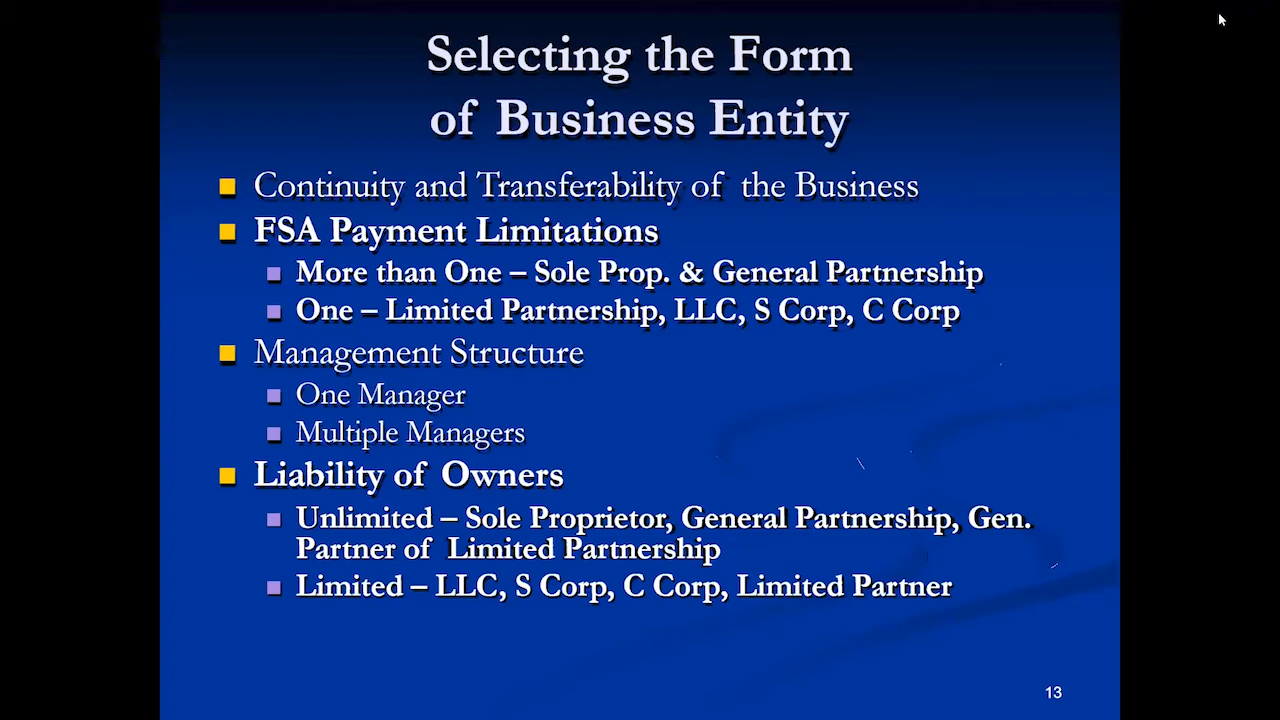 Selecting the Form
of Business Entity
Continuity and Transferability of the Business
FSA Payment Limitations
More than One – Sole Prop. & General Partnership
One – Limited Partnership, LLC, S Corp, C Corp
Management Structure
One Manager
Multiple Managers
Liability of Owners
Unlimited – Sole Proprietor, General Partnership, Gen.
Partner of Limited Partnership
Limited – LLC, S Corp, C Corp, Limited Partner
13